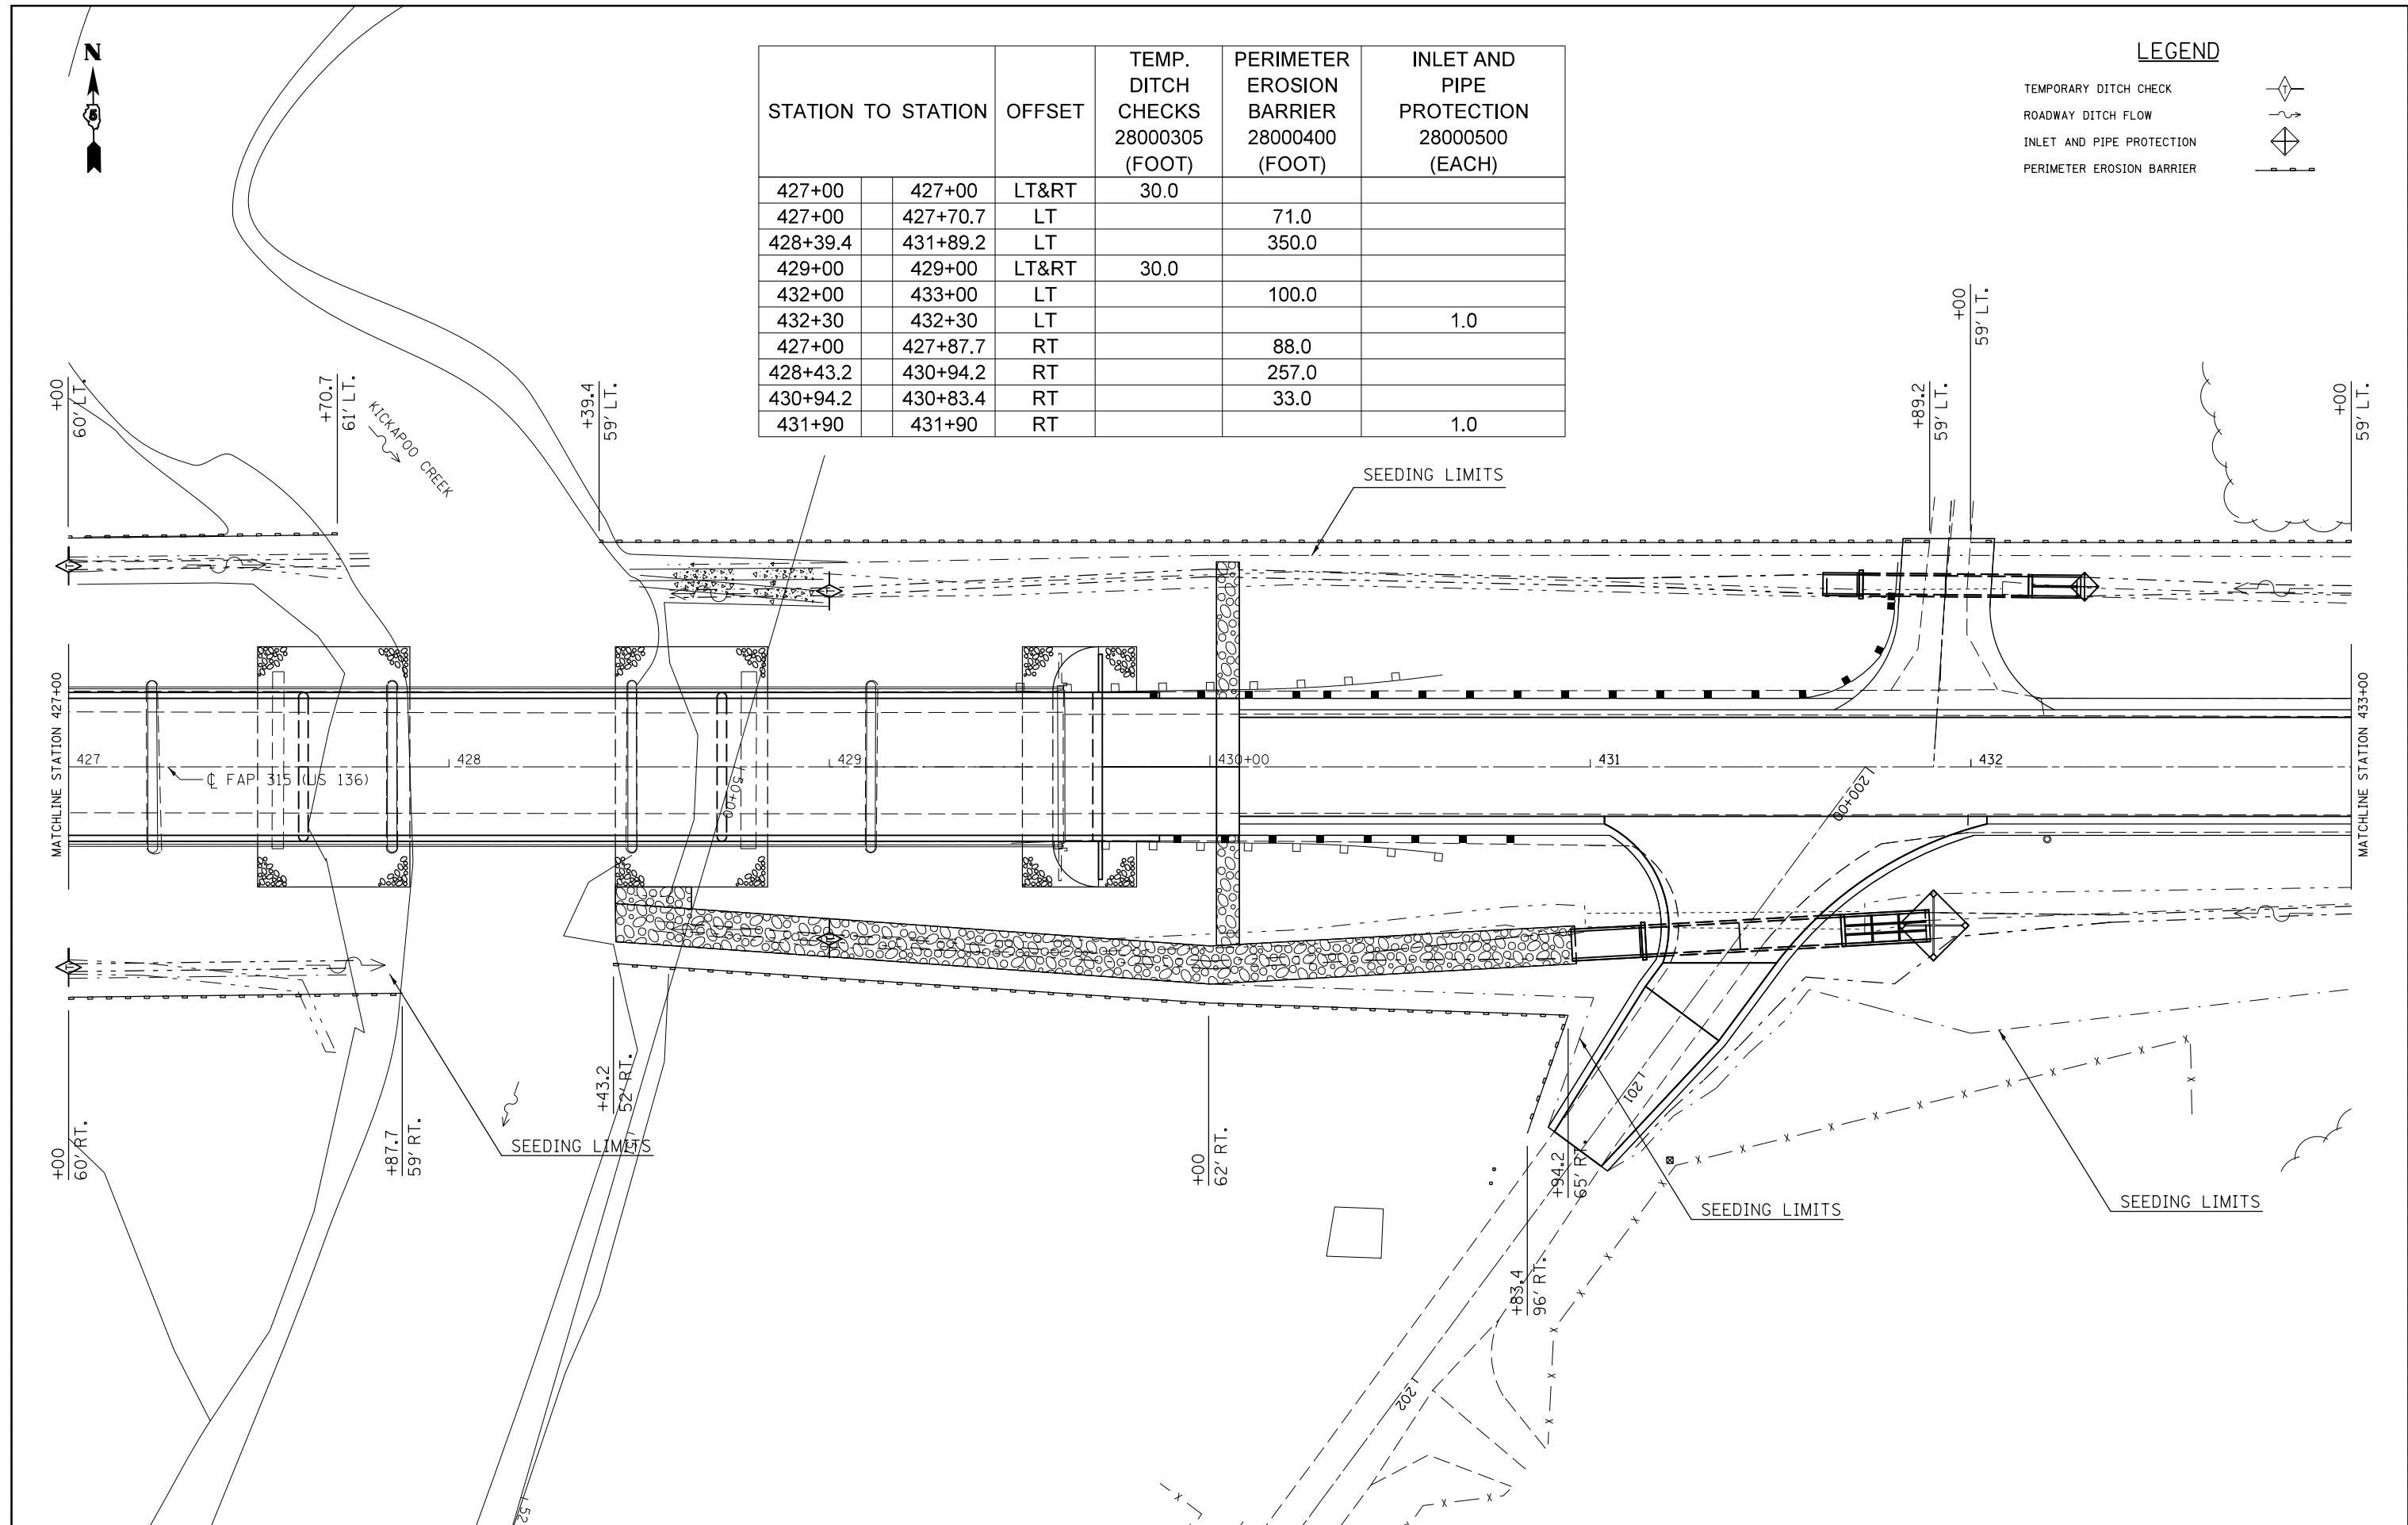 N
5
STATION TO STATION OFFSET TEMP. DITCH CHECKS 28000305 (FOOT) PERIMETER EROSION BARRIER 28000400 (FOOT) INLET AND PIPE PROTECTION 28000500 (EACH)
427+00 427+00 LT&RT 30.0
427+00 427+70.7 LT 71.0
428+39.4 431+89.2 LT 350.0
429+00 429+00 LT&RT 30.0
432+00 433+00 LT 100.0
432+30 432+30 LT 1.0
427+00 427+87.7 RT 88.0
428+43.2 430+94.2 RT 257.0
430+94.2 430+83.4 RT 33.0
431+90 431+90 RT 1.0
LEGEND
TEMPORARY DITCH CHECK
T
ROADWAY DITCH FLOW
INLET AND PIPE PROTECTION
PERIMETER EROSION BARRIER
+00
60' LT.
+70.7
61' LT.
KICKAPOO CREEK
+39.4
59' LT.
SEEDING LIMITS
+89.2
59' LT.
+00
59' LT.
+00
59' LT.
T
T
MATCHLINE STATION 427+00
427
℄ FAP 315 (US 136)
428
50+00
429
430+00
431
432
200+00
MATCHLINE STATION 433+00
T
T
+00
60' RT.
+87.7
59' RT.
SEEDING LIMITS
+43.2
52' RT.
51
+00
62' RT.
+94.2
65' RT.
+83.4
96' RT.
201
SEEDING LIMITS
SEEDING LIMITS
202
52
X X X X X X X X X X
X
X X X X X X X
X
X X